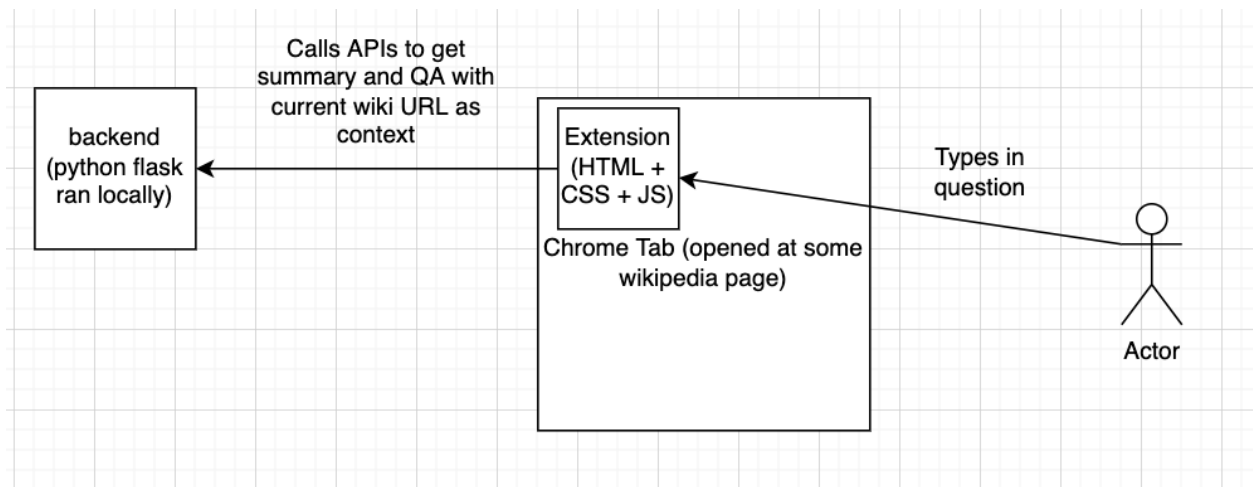 Calls APIs to get
summary and QA with
current wiki URL as
context
backend
(python flask
ran locally)
Extension
(HTML +
CSS + JS)
Chrome Tab (opened at some
wikipedia page)
Types in
question
Actor